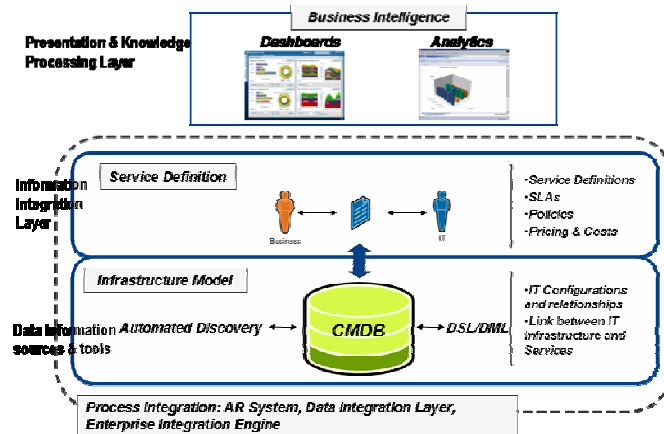 Business Intelligence
Presentation & Knowledge
Processing Layer
Dashboards
Analytics
Information
Integration
Layer
Service Definition
Business
IT
•Service Definitions
•SLAs
•Policies
•Pricing & Costs
Infrastructure Model
Data Information
sources & tools
Automated Discovery
CMDB
DSL/DML
•IT Configurations
and relationships
•Link between IT
Infrastructure and
Services
Process Integration: AR System, Data Integration Layer,
Enterprise Integration Engine